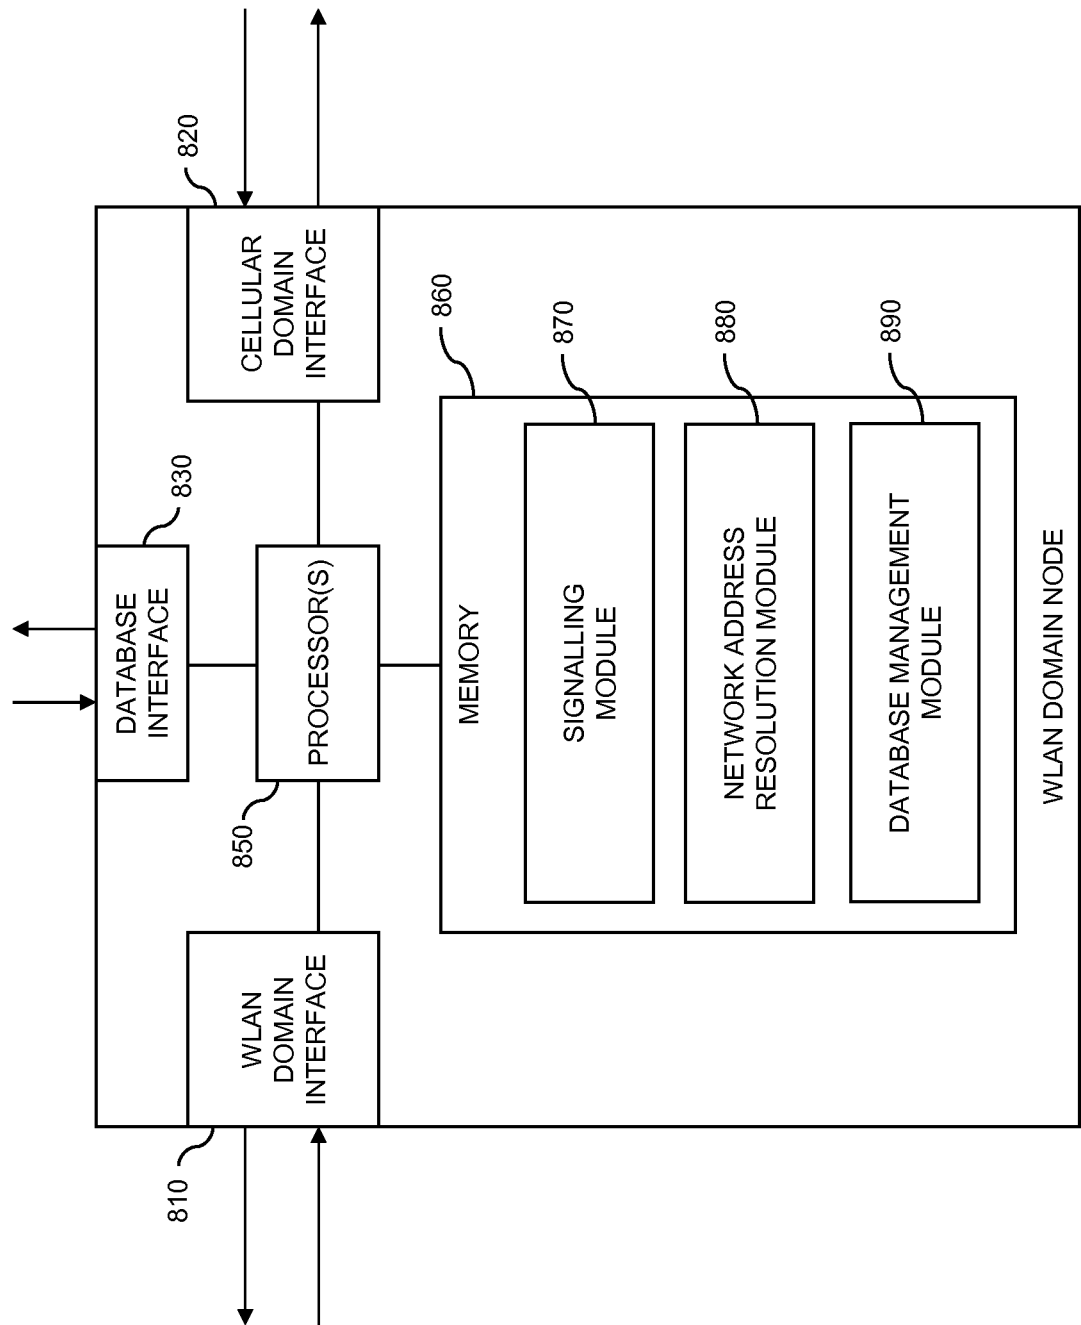 810
WLAN
DOMAIN
INTERFACE
830
DATABASE
INTERFACE
820
CELLULAR
DOMAIN
INTERFACE
850
PROCESSOR(S)
860
MEMORY
870
SIGNALLING
MODULE
880
NETWORK ADDRESS
RESOLUTION MODULE
890
DATABASE MANAGEMENT
MODULE
WLAN DOMAIN NODE